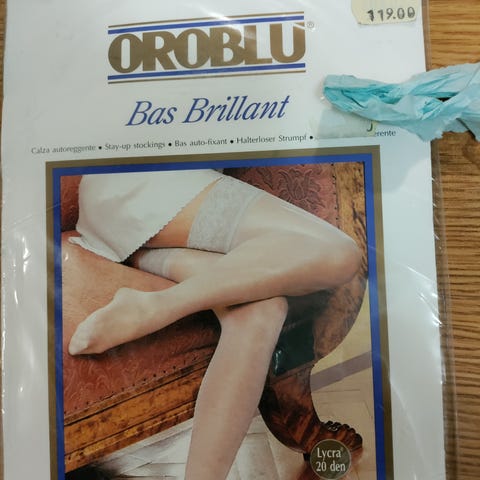 119.00
OROBLU®
Bas Brillant
Calza autoreggente • Stay-up stockings • Bas auto-fixant • Halterloser Strumpf •
Lycra®
20 den